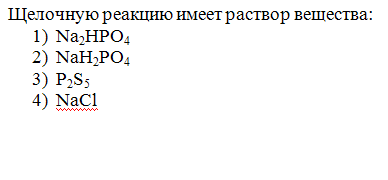 Щелочную реакцию имеет раствор вещества:
1) Na₂HPO₄
2) NaH₂PO₄
3) P₂S₅
4) NaCl